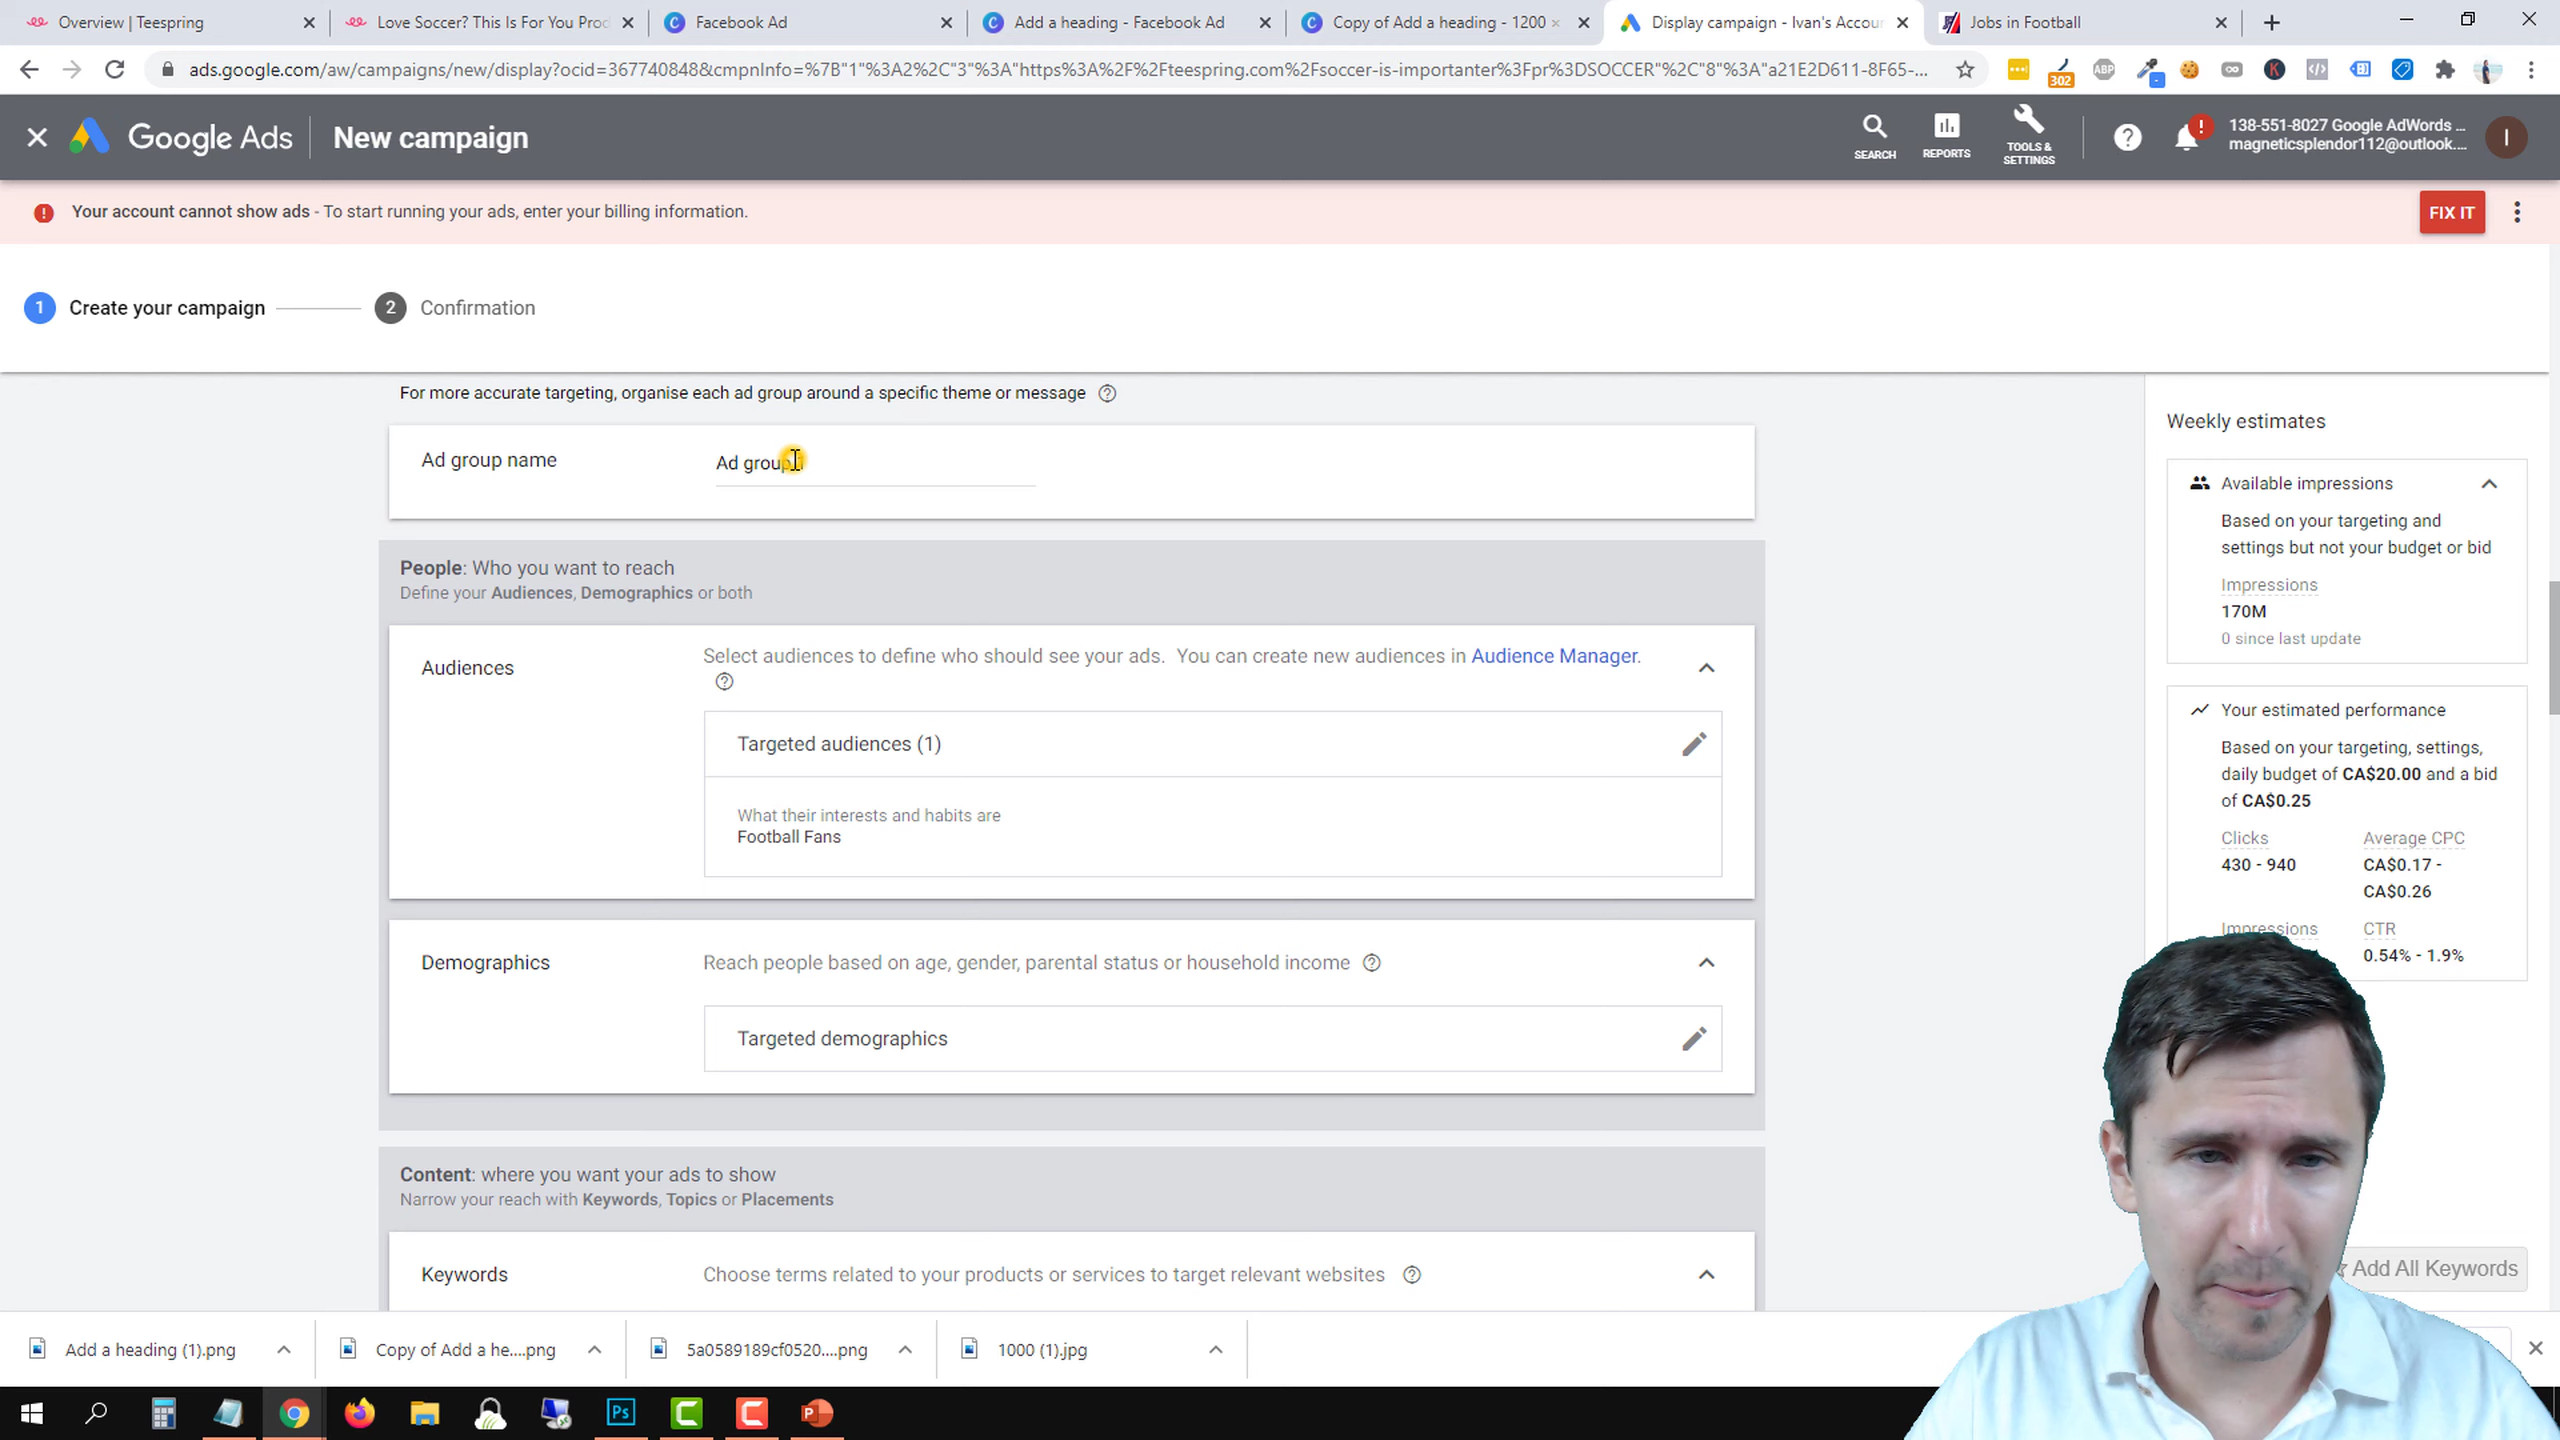 Overview | Teespring
Love Soccer? This Is For You Prod
Facebook Ad
Add a heading - Facebook Ad
Copy of Add a heading - 1200 ×
Display campaign - Ivan's Accoun
Jobs in Football
ads.google.com/aw/campaigns/new/display?ocid=367740848&cmpnInfo=%7B"1"%3A2%2C"3"%3A"https%3A%2F%2Fteespring.com%2Fsoccer-is-importanter%3Fpr%3DSOCCER"%2C"8"%3A"a21E2D611-8F65-...
302
ABP
Google Ads
New campaign
SEARCH
REPORTS
TOOLS &
SETTINGS
138-551-8027 Google AdWords ...
magneticsplendor112@outlook....
I
Your account cannot show ads - To start running your ads, enter your billing information.
FIX IT
1 Create your campaign
2 Confirmation
For more accurate targeting, organise each ad group around a specific theme or message
Ad group name
Ad group
People: Who you want to reach
Define your Audiences, Demographics or both
Audiences
Select audiences to define who should see your ads. You can create new audiences in Audience Manager.
Targeted audiences (1)
What their interests and habits are
Football Fans
Demographics
Reach people based on age, gender, parental status or household income
Targeted demographics
Content: where you want your ads to show
Narrow your reach with Keywords, Topics or Placements
Keywords
Choose terms related to your products or services to target relevant websites
Weekly estimates
Available impressions
Based on your targeting and
settings but not your budget or bid
Impressions
170M
0 since last update
Your estimated performance
Based on your targeting, settings,
daily budget of CA$20.00 and a bid
of CA$0.25
Clicks
Average CPC
430 - 940
CA$0.17 -
CA$0.26
Impressions
CTR
0.54% - 1.9%
Add All Keywords
Add a heading (1).png
Copy of Add a he....png
5a0589189cf0520....png
1000 (1).jpg
Ps